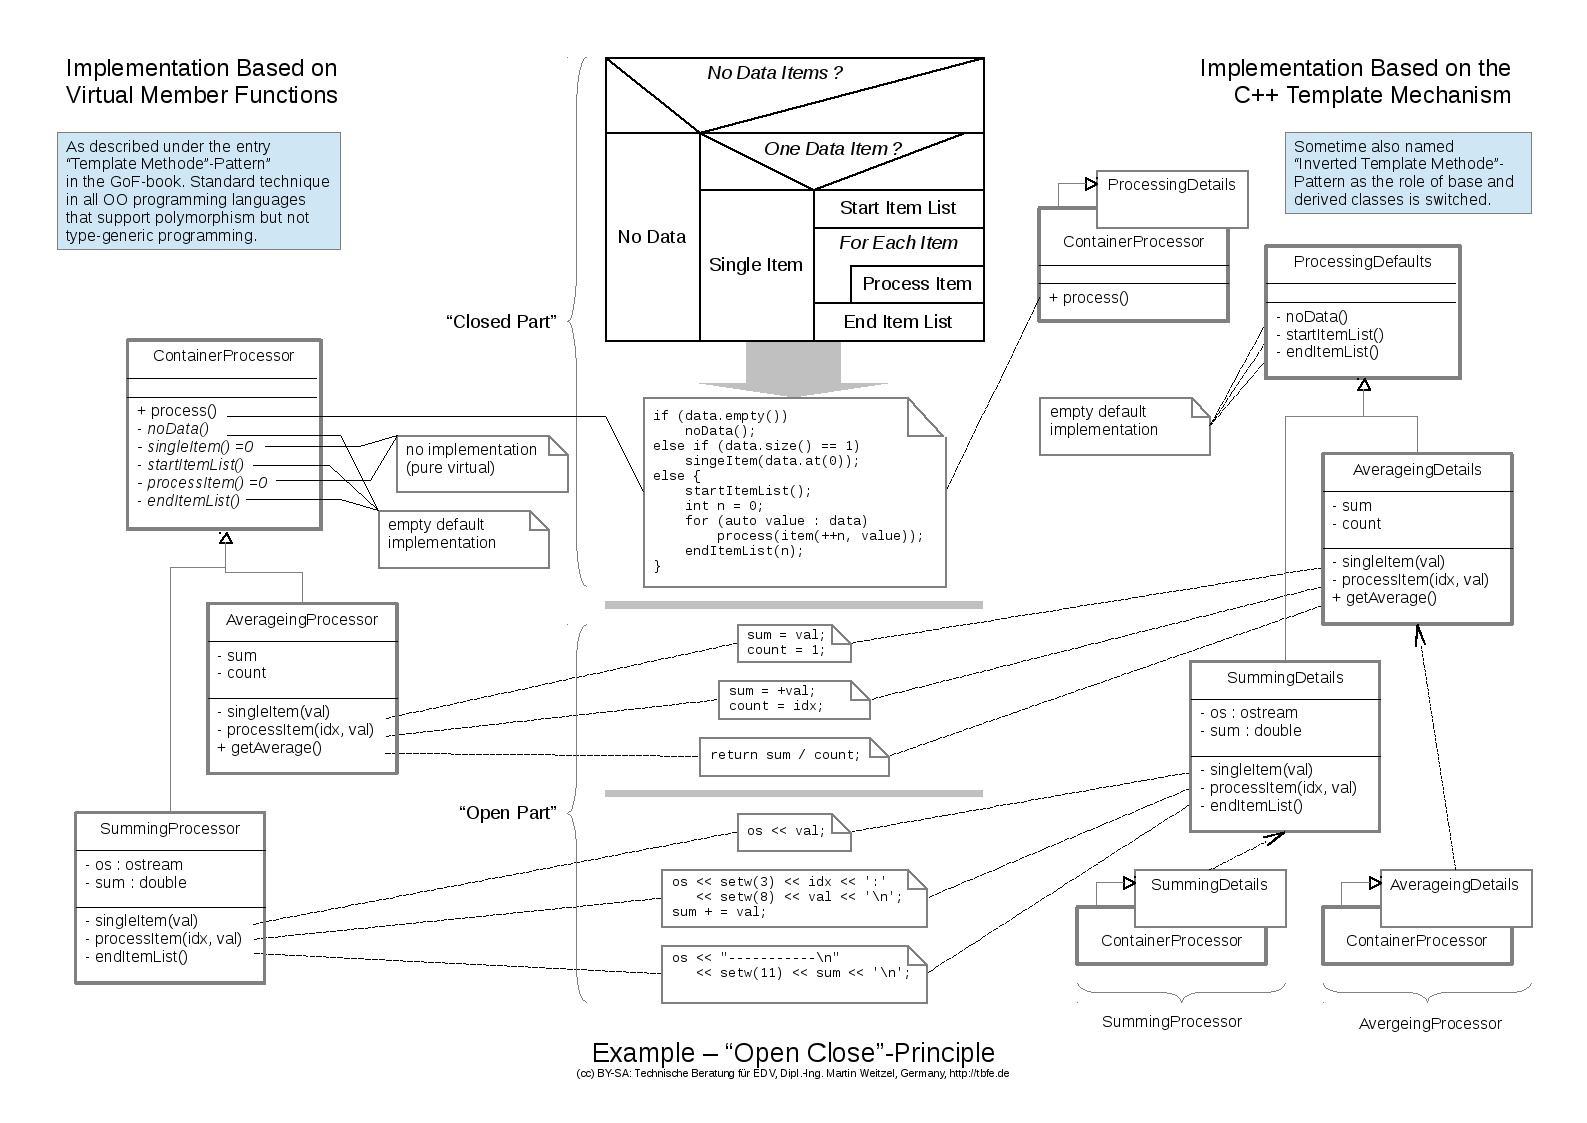 Implementation Based on
Virtual Member Functions
As described under the entry
“Template Methode”-Pattern”
in the GoF-book. Standard technique
in all OO programming languages
that support polymorphism but not
type-generic programming.
“Closed Part”
No Data Items ?
One Data Item ?
No Data
Single Item
Start Item List
For Each Item
Process Item
End Item List
Implementation Based on the
C++ Template Mechanism
Sometime also named
“Inverted Template Methode”-
Pattern as the role of base and
derived classes is switched.
ContainerProcessor
+ process()
- noData()
- singleItem() =0
- startItemList()
- processItem() =0
- endItemList()
no implementation
(pure virtual)
empty default
implementation
if (data.empty())
    noData();
else if (data.size() == 1)
    singeItem(data.at(0));
else {
    startItemList();
    int n = 0;
    for (auto value : data)
        process(item(++n, value));
    endItemList(n);
}
ProcessingDetails
ContainerProcessor
+ process()
ProcessingDefaults
- noData()
- startItemList()
- endItemList()
empty default
implementation
AverageingDetails
- sum
- count
- singleItem(val)
- processItem(idx, val)
+ getAverage()
AverageingProcessor
- sum
- count
- singleItem(val)
- processItem(idx, val)
+ getAverage()
“Open Part”
sum = val;
count = 1;
sum = +val;
count = idx;
return sum / count;
SummingDetails
- os : ostream
- sum : double
- singleItem(val)
- processItem(idx, val)
- endItemList()
SummingProcessor
- os : ostream
- sum : double
- singleItem(val)
- processItem(idx, val)
- endItemList()
os << val;
os << setw(3) << idx << ':'
   << setw(8) << val << '\n';
sum + = val;
os << "-----------\n"
   << setw(11) << sum << '\n';
SummingDetails
ContainerProcessor
SummingProcessor
AverageingDetails
ContainerProcessor
AvergeingProcessor
Example – “Open Close”-Principle
(cc) BY-SA: Technische Beratung für EDV, Dipl.-Ing. Martin Weitzel, Germany, http://tbfe.de